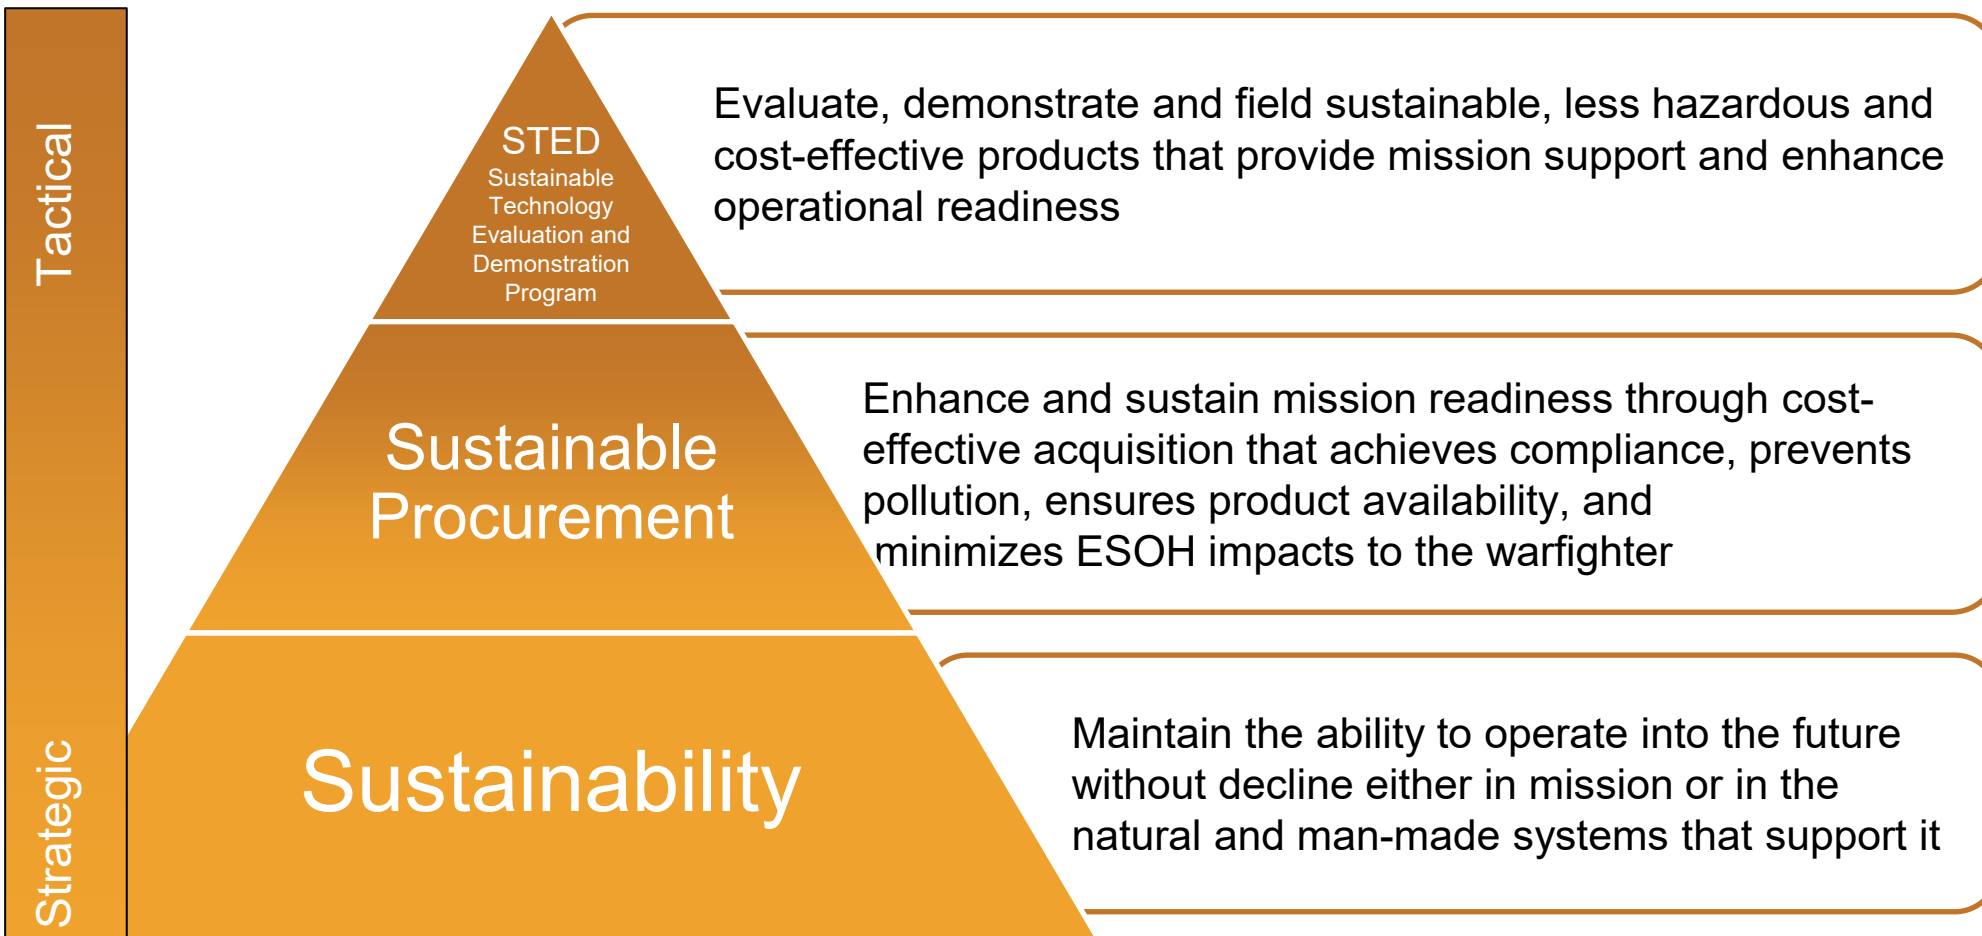 Tactical
STED
Sustainable
Technology
Evaluation and
Demonstration
Program
Evaluate, demonstrate and field sustainable, less hazardous and
cost-effective products that provide mission support and enhance
operational readiness
Sustainable
Procurement
Enhance and sustain mission readiness through cost-
effective acquisition that achieves compliance, prevents
pollution, ensures product availability, and
minimizes ESOH impacts to the warfighter
Strategic
Sustainability
Maintain the ability to operate into the future
without decline either in mission or in the
natural and man-made systems that support it